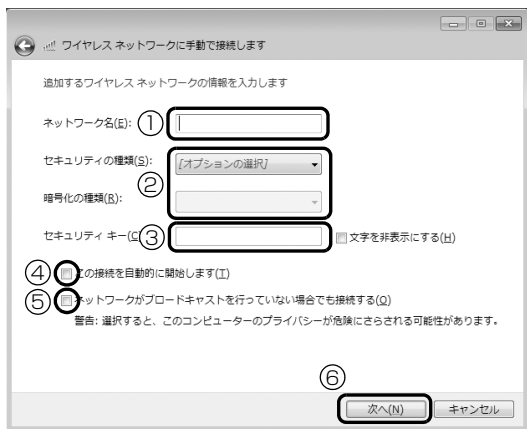 ワイヤレス ネットワークに手動で接続します
追加するワイヤレス ネットワークの情報を入力します
ネットワーク名(E): ①
セキュリティの種類(S): [オプションの選択]
②
暗号化の種類(R):
セキュリティ キー(C ③ 文字を非表示にする(H)
④ この接続を自動的に開始します(T)
⑤ ネットワークがブロードキャストを行っていない場合でも接続する(O)
警告: 選択すると、このコンピューターのプライバシーが危険にさらされる可能性があります。
⑥
次へ(N) キャンセル